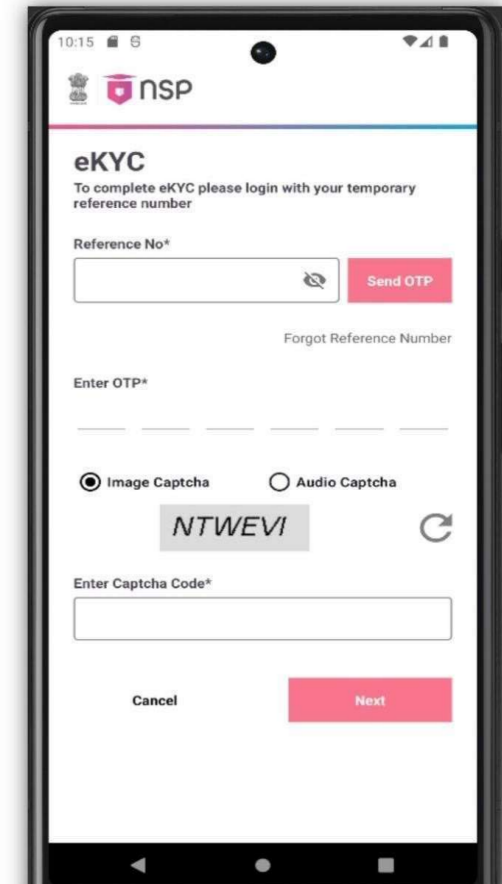 10:15
nsp
eKYC
To complete eKYC please login with your temporary
reference number
Reference No*
Send OTP
Forgot Reference Number
Enter OTP*
Image Captcha
Audio Captcha
NTWEVI
Enter Captcha Code*
Cancel
Next